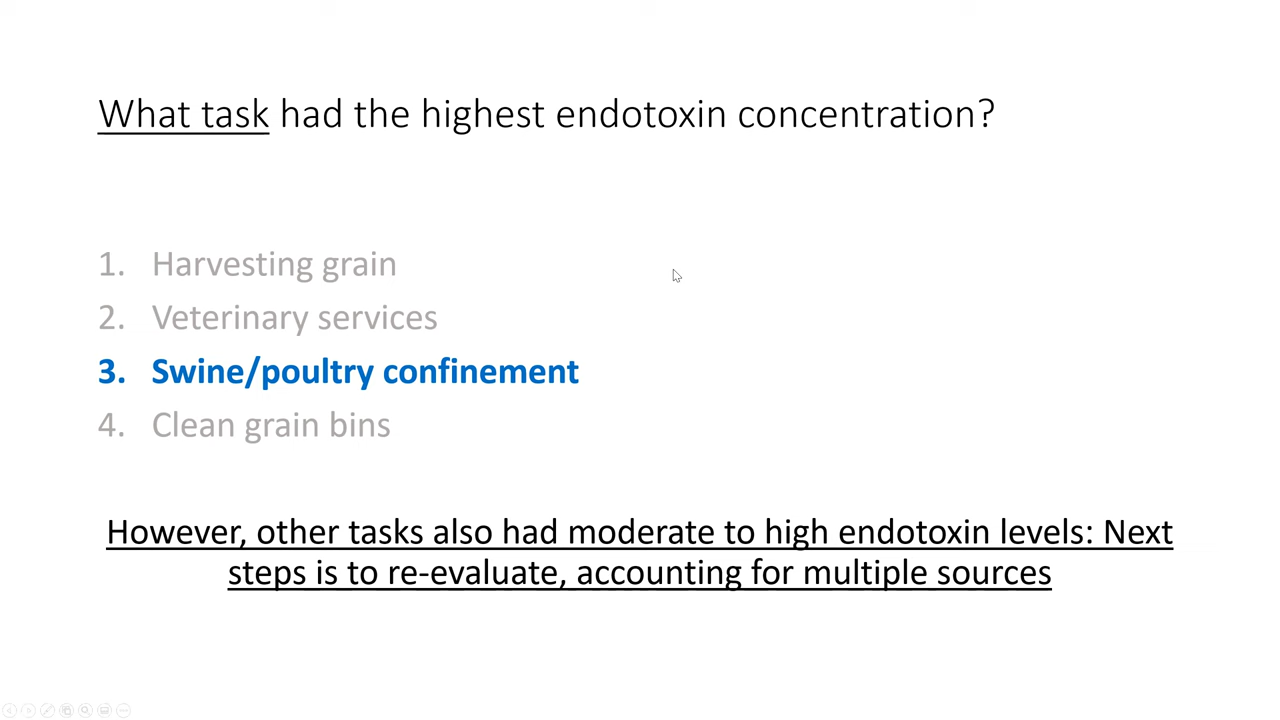 What task had the highest endotoxin concentration?
1. Harvesting grain
2. Veterinary services
3. Swine/poultry confinement
4. Clean grain bins
However, other tasks also had moderate to high endotoxin levels: Next
steps is to re-evaluate, accounting for multiple sources